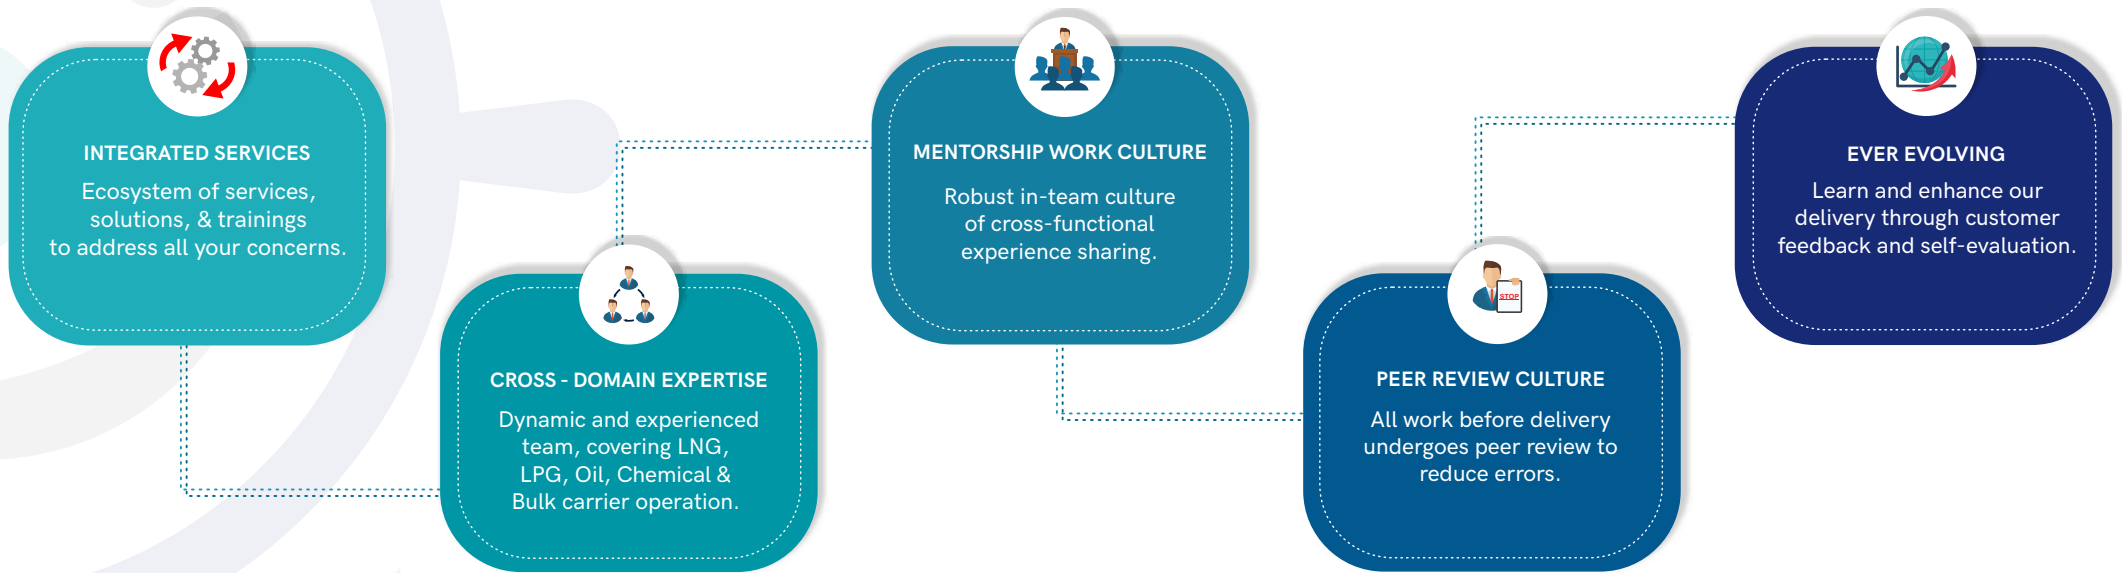 INTEGRATED SERVICES
Ecosystem of services,
solutions, & trainings
to address all your concerns.
CROSS - DOMAIN EXPERTISE
Dynamic and experienced
team, covering LNG,
LPG, Oil, Chemical &
Bulk carrier operation.
MENTORSHIP WORK CULTURE
Robust in-team culture
of cross-functional
experience sharing.
STOP
PEER REVIEW CULTURE
All work before delivery
undergoes peer review to
reduce errors.
EVER EVOLVING
Learn and enhance our
delivery through customer
feedback and self-evaluation.